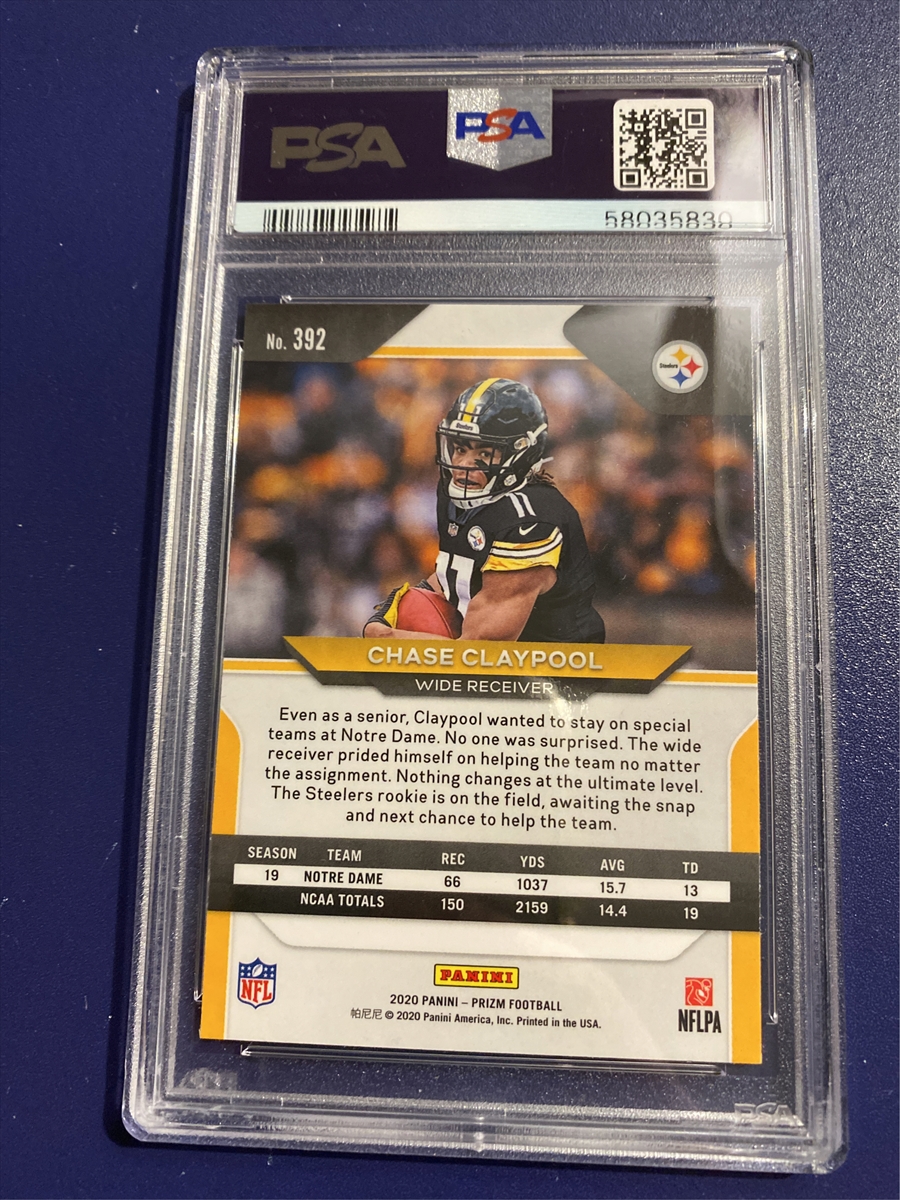 PSA
PSA
58035830
No. 392
Steelers
Steelers
11
11
CHASE CLAYPOOL
WIDE RECEIVER
Even as a senior, Claypool wanted to stay on special
teams at Notre Dame. No one was surprised. The wide
receiver prided himself on helping the team no matter
the assignment. Nothing changes at the ultimate level.
The Steelers rookie is on the field, awaiting the snap
and next chance to help the team.
SEASON TEAM REC YDS AVG TD
19 NOTRE DAME 66 1037 15.7 13
NCAA TOTALS 150 2159 14.4 19
NFL
PANINI
2020 PANINI – PRIZM FOOTBALL
帕尼尼 © 2020 Panini America, Inc. Printed in the USA.
NFLPA
PSA